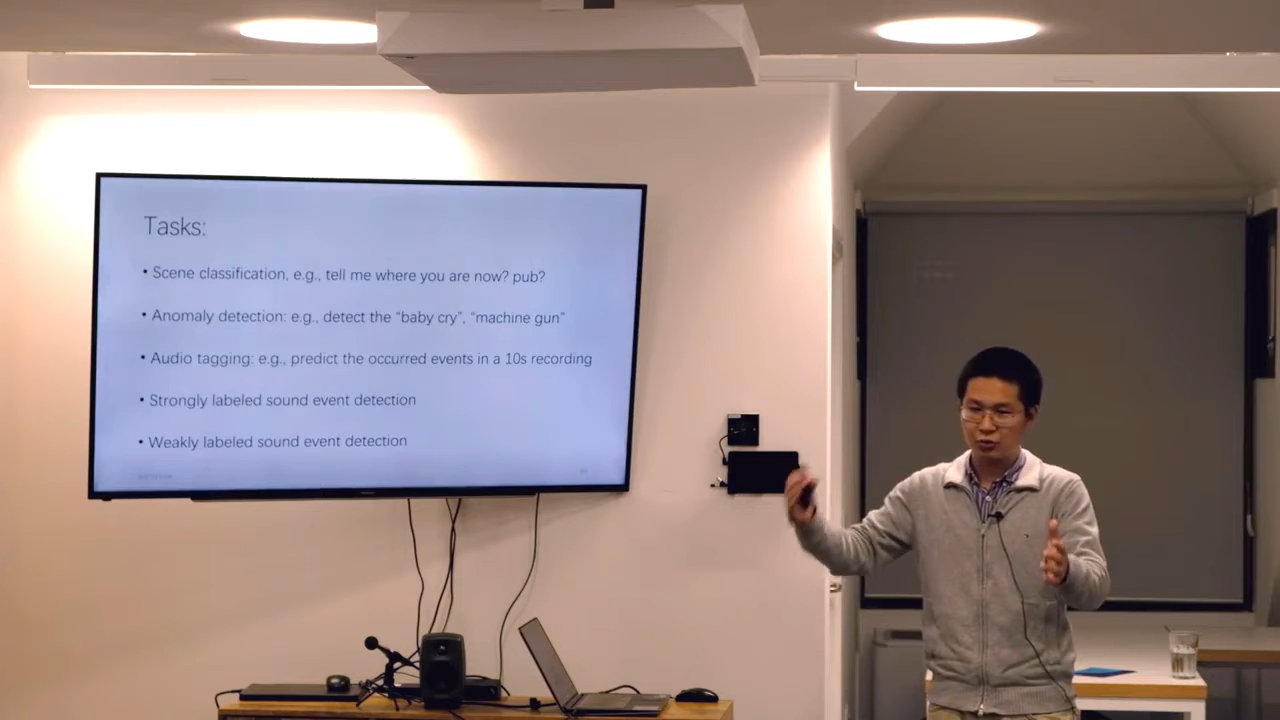 Tasks:
• Scene classification, e.g., tell me where you are now? pub?
• Anomaly detection: e.g., detect the “baby cry”, “machine gun”
• Audio tagging: e.g., predict the occurred events in a 10s recording
• Strongly labeled sound event detection
• Weakly labeled sound event detection